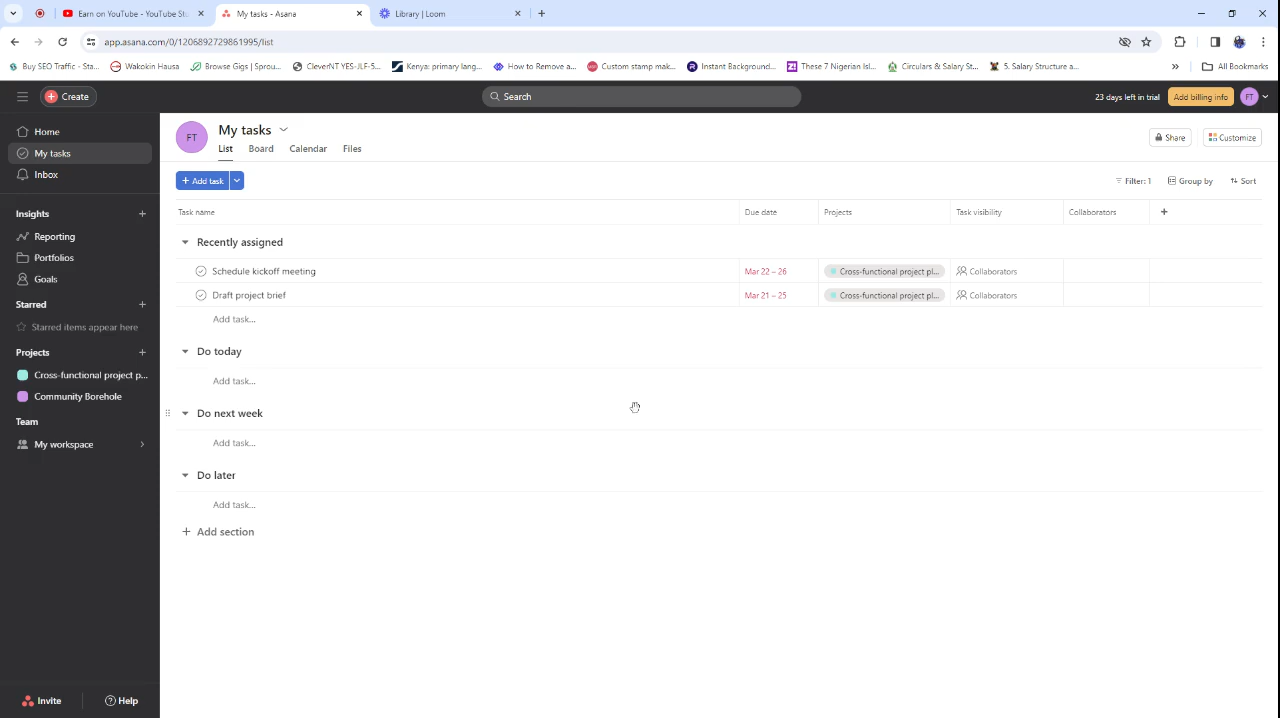 Earn on YouTube - YouTube Stu
My tasks - Asana
Library | Loom
app.asana.com/0/1206892729861995/list
Buy SEO Traffic - Sta...
Wakokin Hausa
Browse Gigs | Sprou...
CleverNT YES-JLF-5...
Kenya: primary lang...
How to Remove a...
Custom stamp mak...
Instant Background...
These 7 Nigerian Isl...
Circulars & Salary St...
5. Salary Structure a...
All Bookmarks
Create
Search
23 days left in trial
Add billing info
FT
Home
My tasks
Inbox
Insights
Reporting
Portfolios
Goals
Starred
Starred items appear here
Projects
Cross-functional project p...
Community Borehole
Team
My workspace
Invite
Help
FT
My tasks
Share
Customize
List Board Calendar Files
+ Add task
Filter: 1 Group by Sort
Task name Due date Projects Task visibility Collaborators
Recently assigned
Schedule kickoff meeting Mar 22 – 26 Cross-functional project pl... Collaborators
Draft project brief Mar 21 – 25 Cross-functional project pl... Collaborators
Add task...
Do today
Add task...
Do next week
Add task...
Do later
Add task...
+ Add section